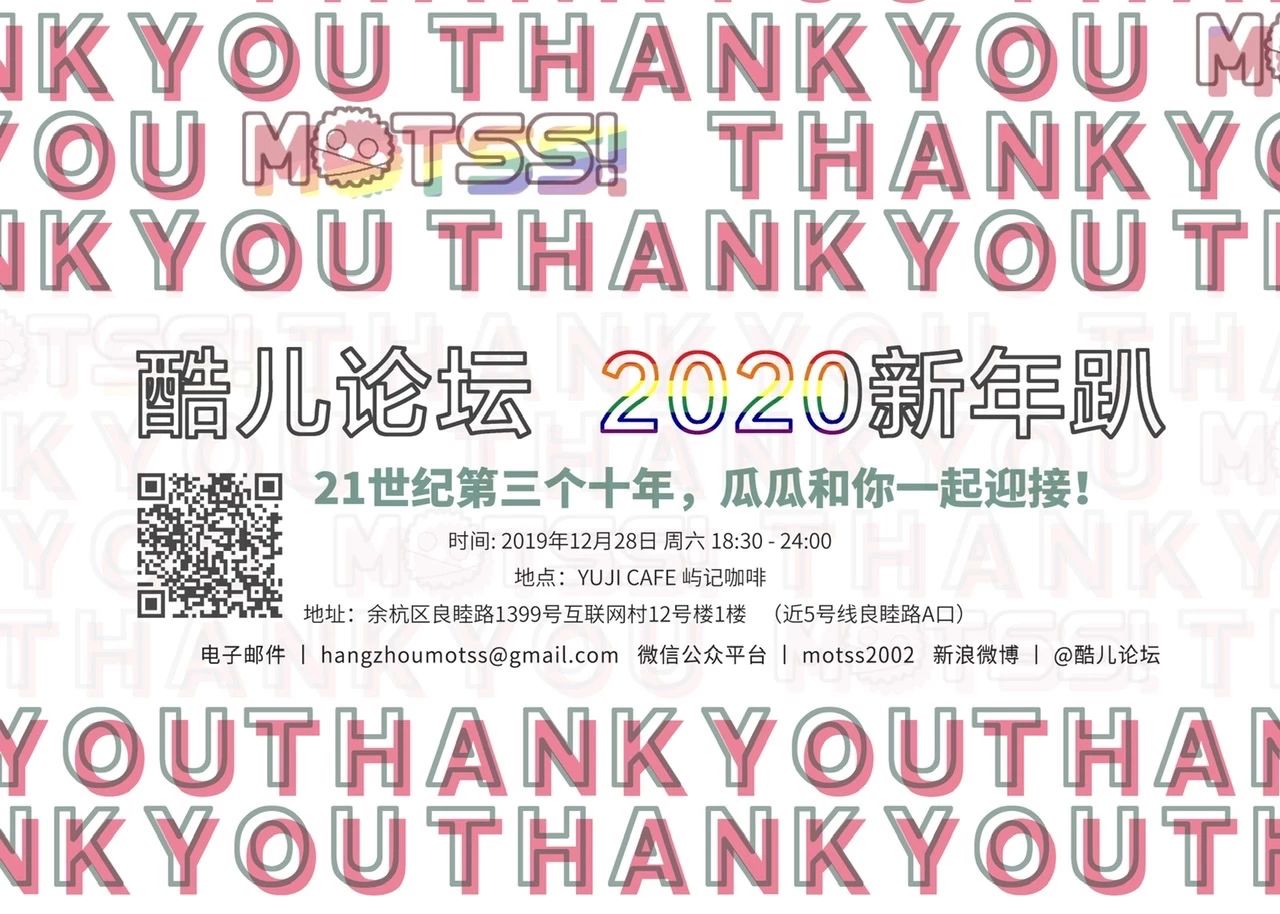 NKYOU THANKYOU M
YOU MOTSS! THANKYO
NKYOU THANKYOU T
酷儿论坛 2020新年趴
21世纪第三个十年，瓜瓜和你一起迎接！
时间: 2019年12月28日 周六 18:30 - 24:00
地点：YUJI CAFE 屿记咖啡
地址：余杭区良睦路1399号互联网村12号楼1楼 （近5号线良睦路A口）
电子邮件 | hangzhoumotss@gmail.com 微信公众平台 | motss2002 新浪微博 | @酷儿论坛
YOUTHANKYOUTHAN
NKYOUTHANKYOUTH